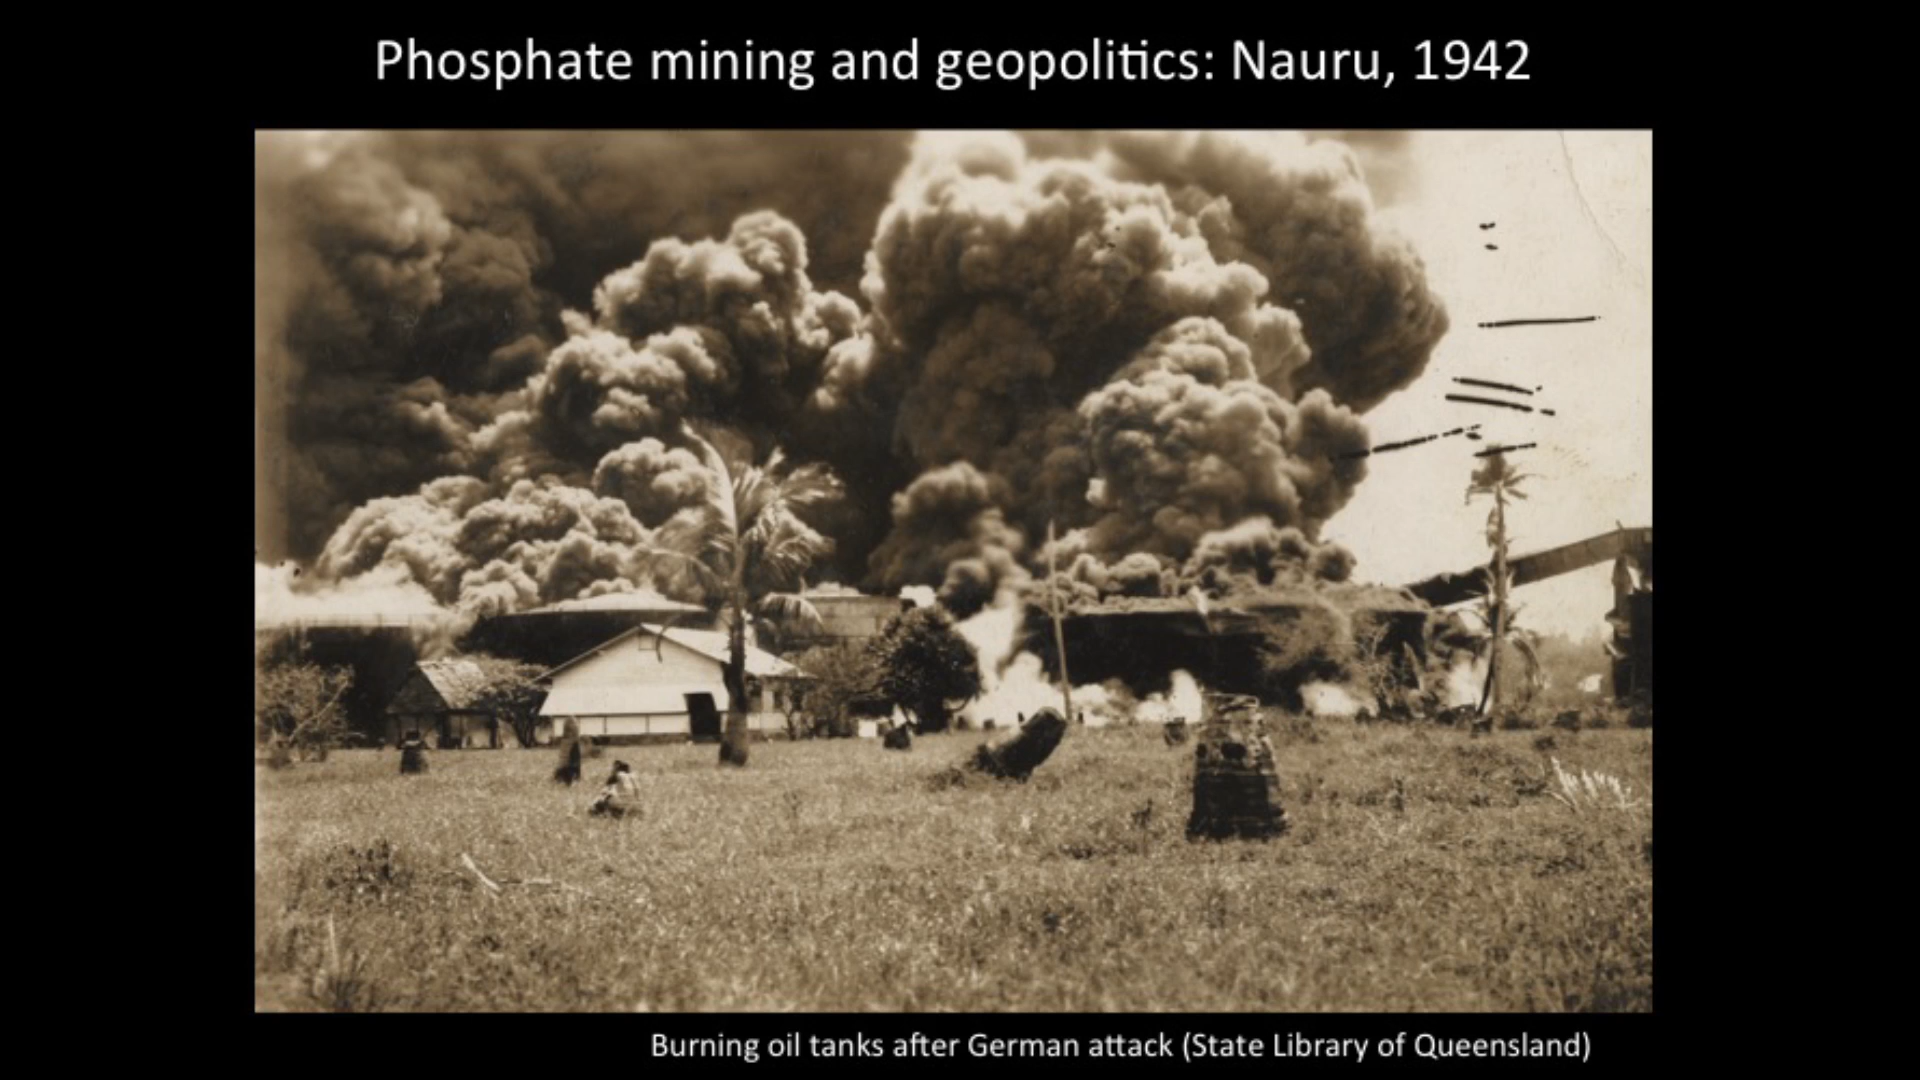 Phosphate mining and geopolitics: Nauru, 1942
Burning oil tanks after German attack (State Library of Queensland)